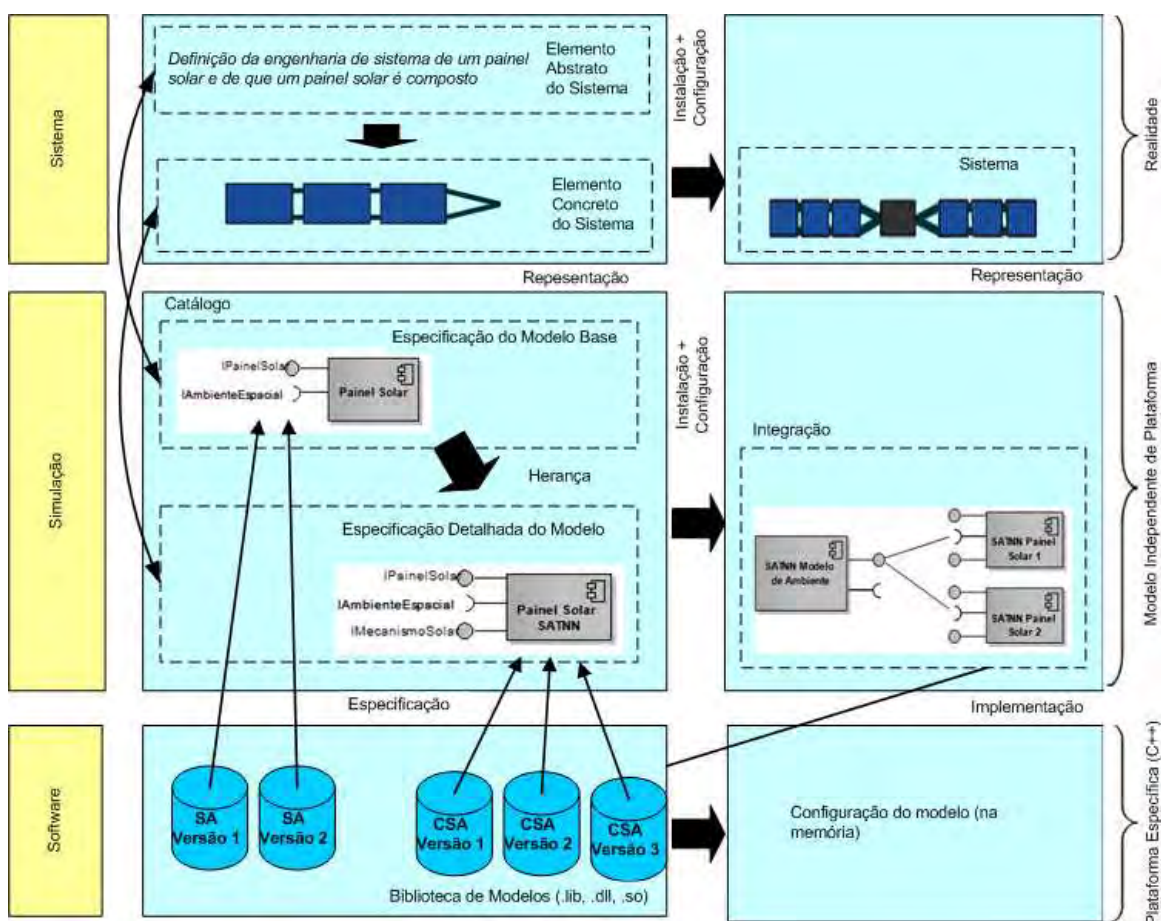 Sistema
Definição da engenharia de sistema de um painel
solar e de que um painel solar é composto
Elemento
Abstrato
do Sistema
Elemento
Concreto
do Sistema
Instalação +
Configuração
Sistema
Realidade
Repesentação
Representação
Simulação
Catálogo
Especificação do Modelo Base
IPainelSolar
IAmbienteEspacial
Painel Solar
Herança
Especificação Detalhada do Modelo
IPainelSolar
IAmbienteEspacial
IMecanismoSolar
Painel Solar
SATNN
Instalação +
Configuração
Integração
SATNN Modelo
de Ambiente
SATNN Painel
Solar 1
SATNN Painel
Solar 2
Modelo Independente de Plataforma
Especificação
Implementação
Software
SA
Versão 1
SA
Versão 2
CSA
Versão 1
CSA
Versão 2
CSA
Versão 3
Biblioteca de Modelos (.lib, .dll, .so)
Configuração do modelo (na
memória)
Plataforma Específica (C++)